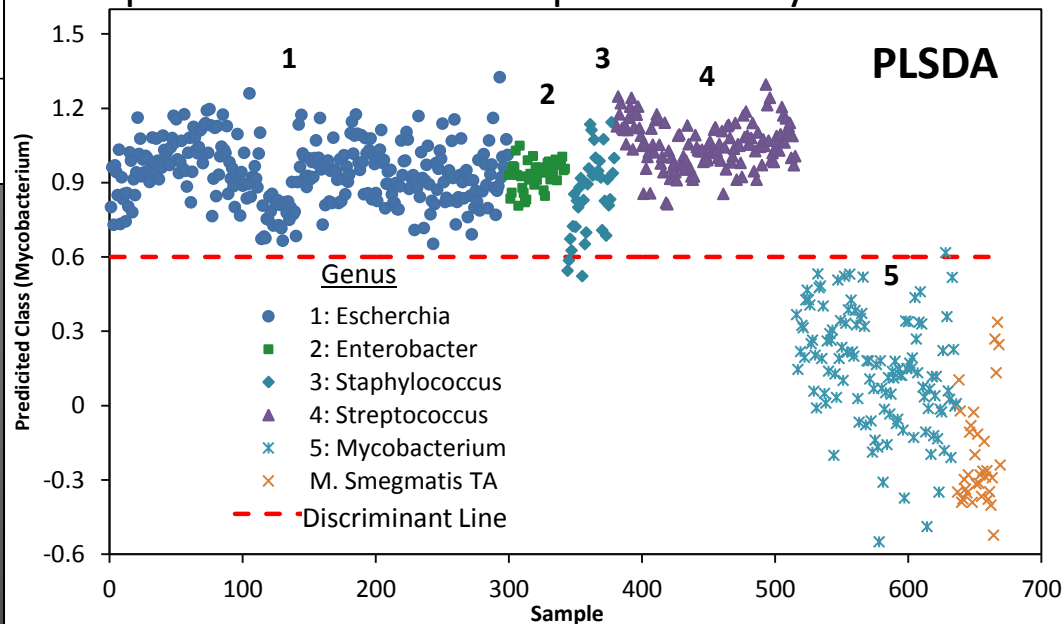 1.5
1.2
0.9
0.6
0.3
0
-0.3
-0.6
Predicited Class (Mycobacterium)
1
2
3
4
5
PLSDA
Genus
1: Escherchia
2: Enterobacter
3: Staphylococcus
4: Streptococcus
5: Mycobacterium
M. Smegmatis TA
Discriminant Line
0 100 200 300 400 500 600 700
Sample